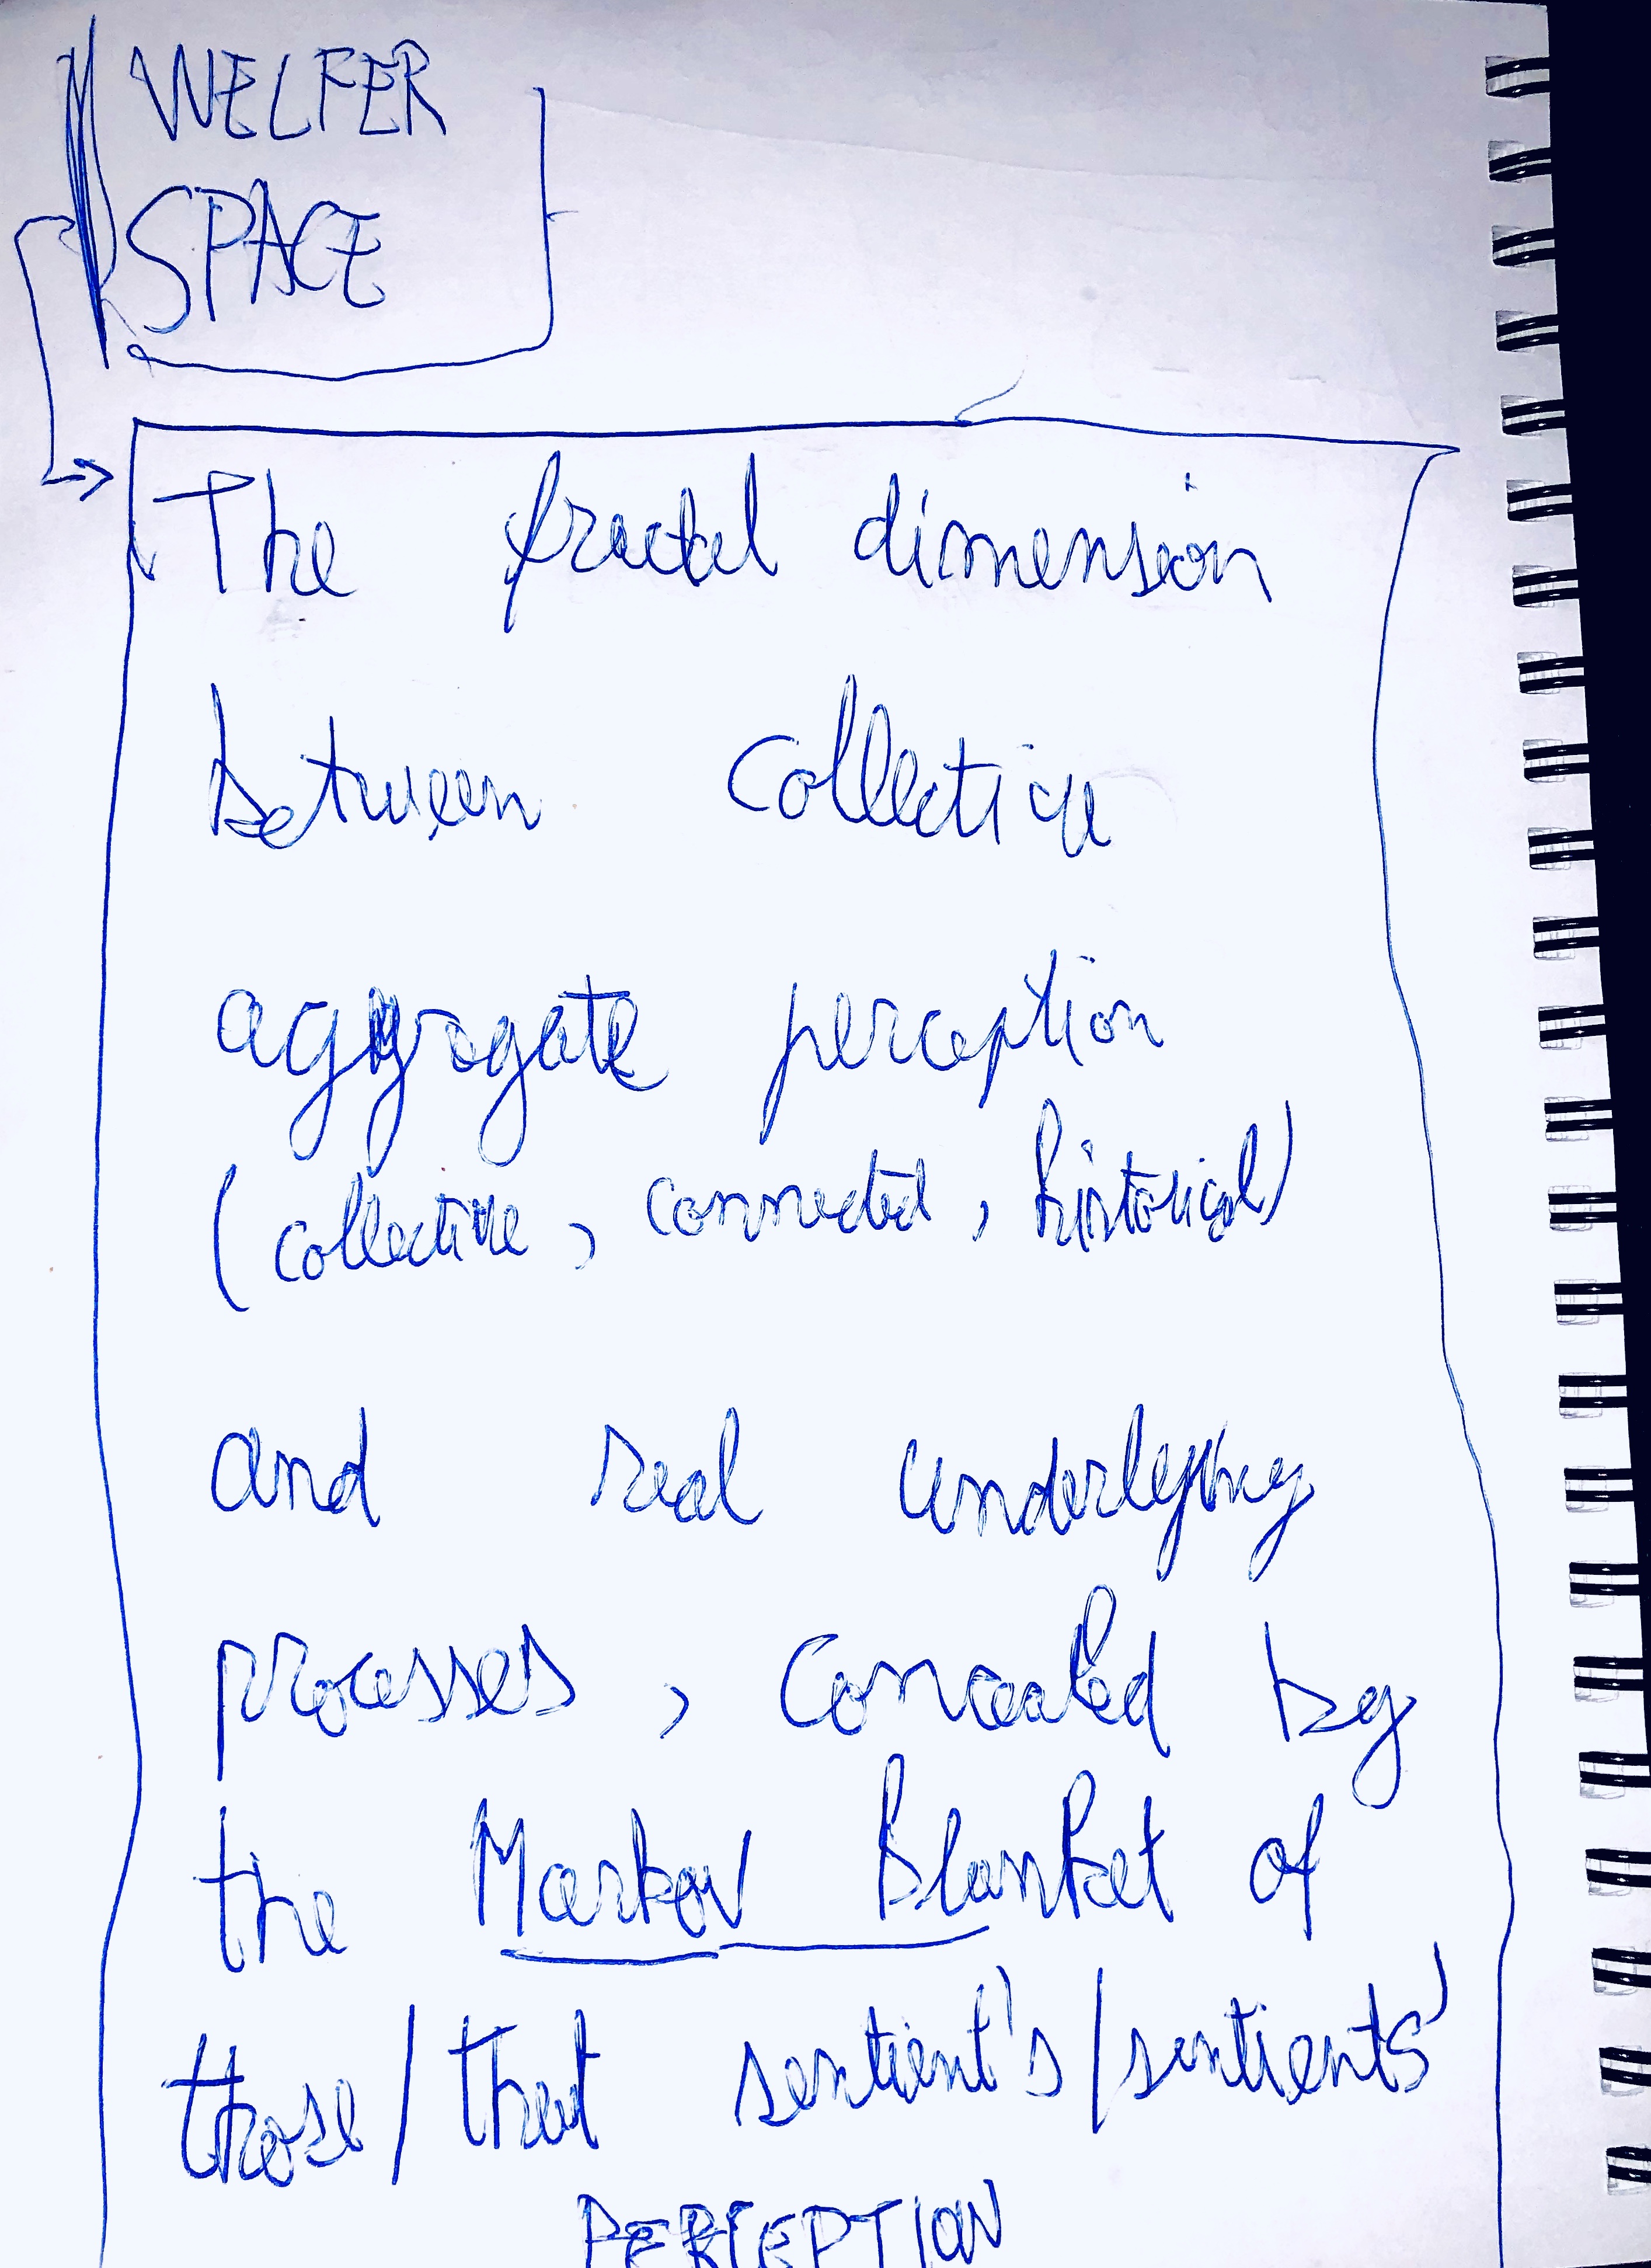 WELFER
SPACE
The fractal dimension
between collective
aggregate perception
(collective, connected, historical)
and real underlying
processes, concealed by
the Markov Blanket of
those/that sentient's/sentients'
PERCEPTION